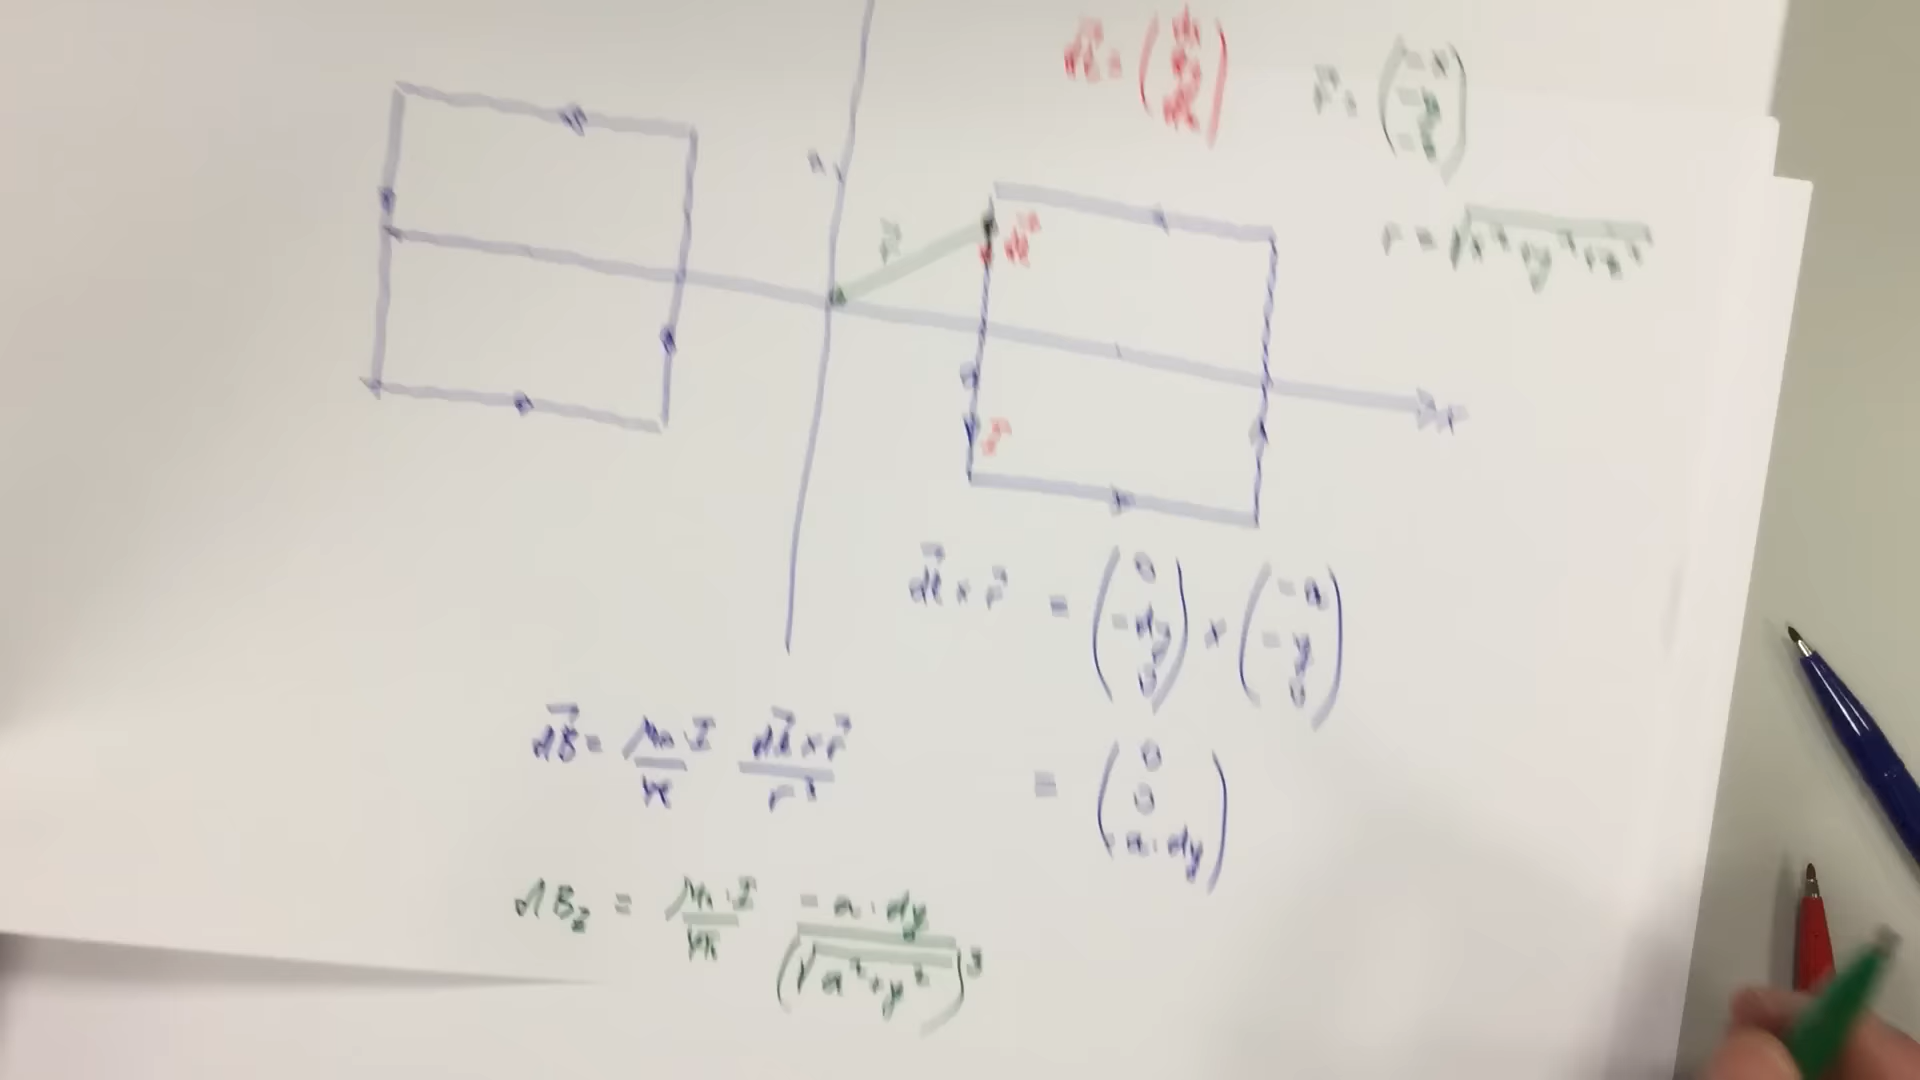 dl⃗ = (dx dy dz)
r⃗ = (-x -y -z)
r = √(x² + y² + z²)
r⃗
dl⃗
x
dl⃗ × r⃗ = (0 -dy 0) × (-a -y 0)
= (0 0 -a · dy)
dB⃗ = μ₀ · I / 4π dl⃗ × r⃗ / r³
dB_z = μ₀ · I / 4π -a · dy / (√(a² + y²))³